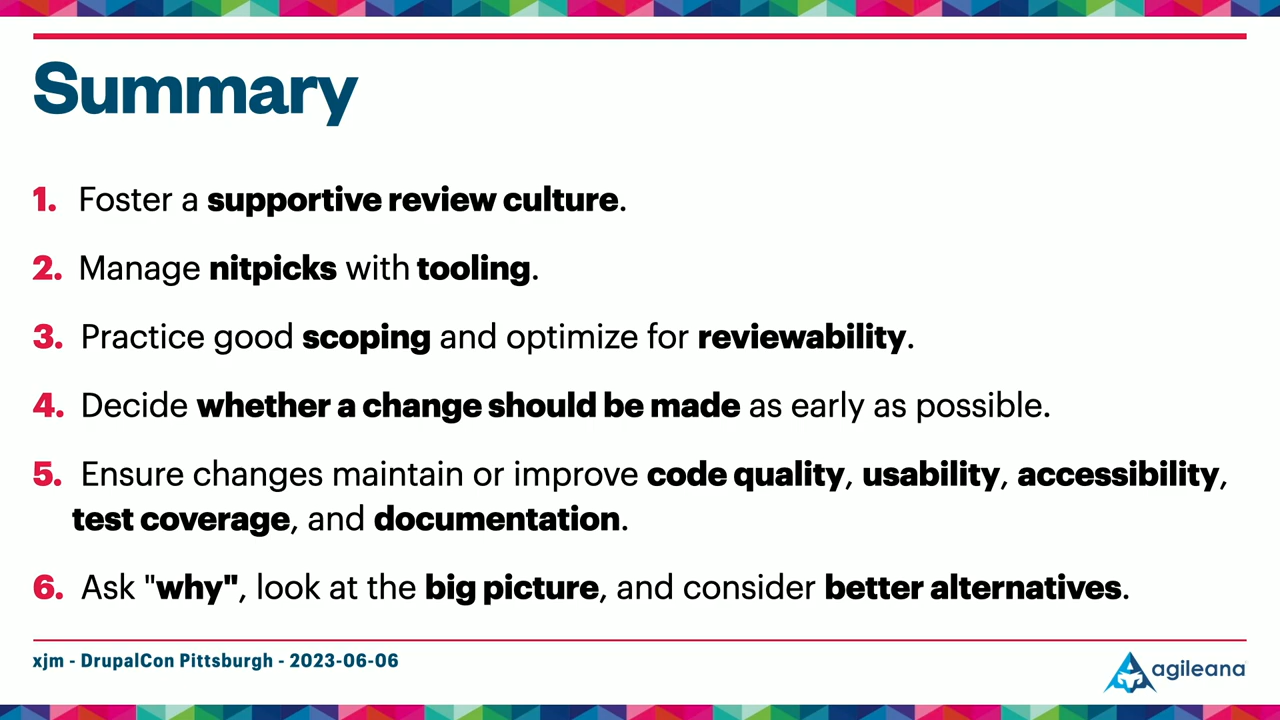 Summary
1. Foster a supportive review culture.
2. Manage nitpicks with tooling.
3. Practice good scoping and optimize for reviewability.
4. Decide whether a change should be made as early as possible.
5. Ensure changes maintain or improve code quality, usability, accessibility,
test coverage, and documentation.
6. Ask "why", look at the big picture, and consider better alternatives.
xjm - DrupalCon Pittsburgh - 2023-06-06
agileana